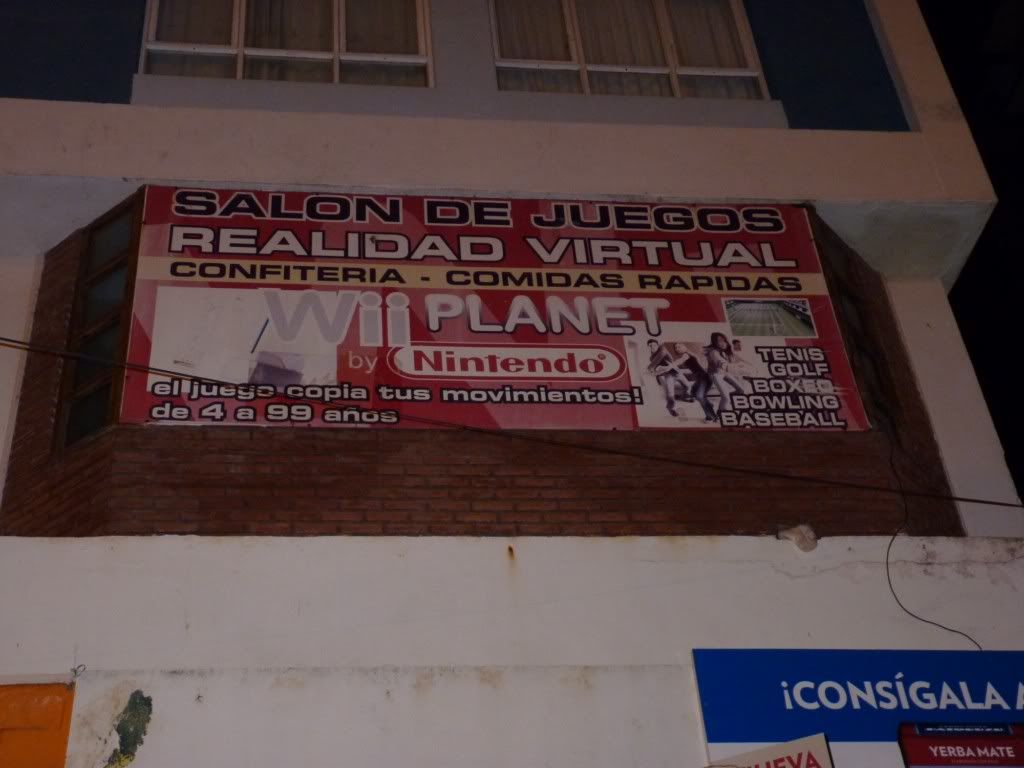 SALÓN DE JUEGOS
REALIDAD VIRTUAL
CONFITERIA - COMIDAS RAPIDAS
Wii PLANET
by Nintendo
el juego copia tus movimientos!
de 4 a 99 años
TENIS
GOLF
BOXEO
BOWLING
BASEBALL
¡CONSÍGALA A
YERBA MATE